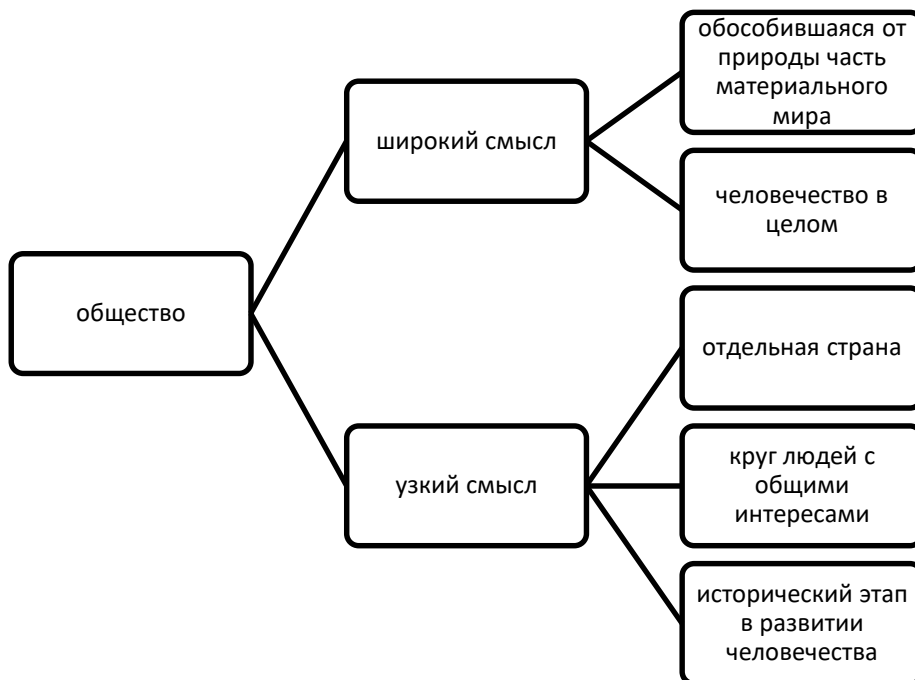 общество
широкий смысл
обособившаяся от
природы часть
материального
мира
человечество в
целом
узкий смысл
отдельная страна
круг людей с
общими
интересами
исторический этап
в развитии
человечества